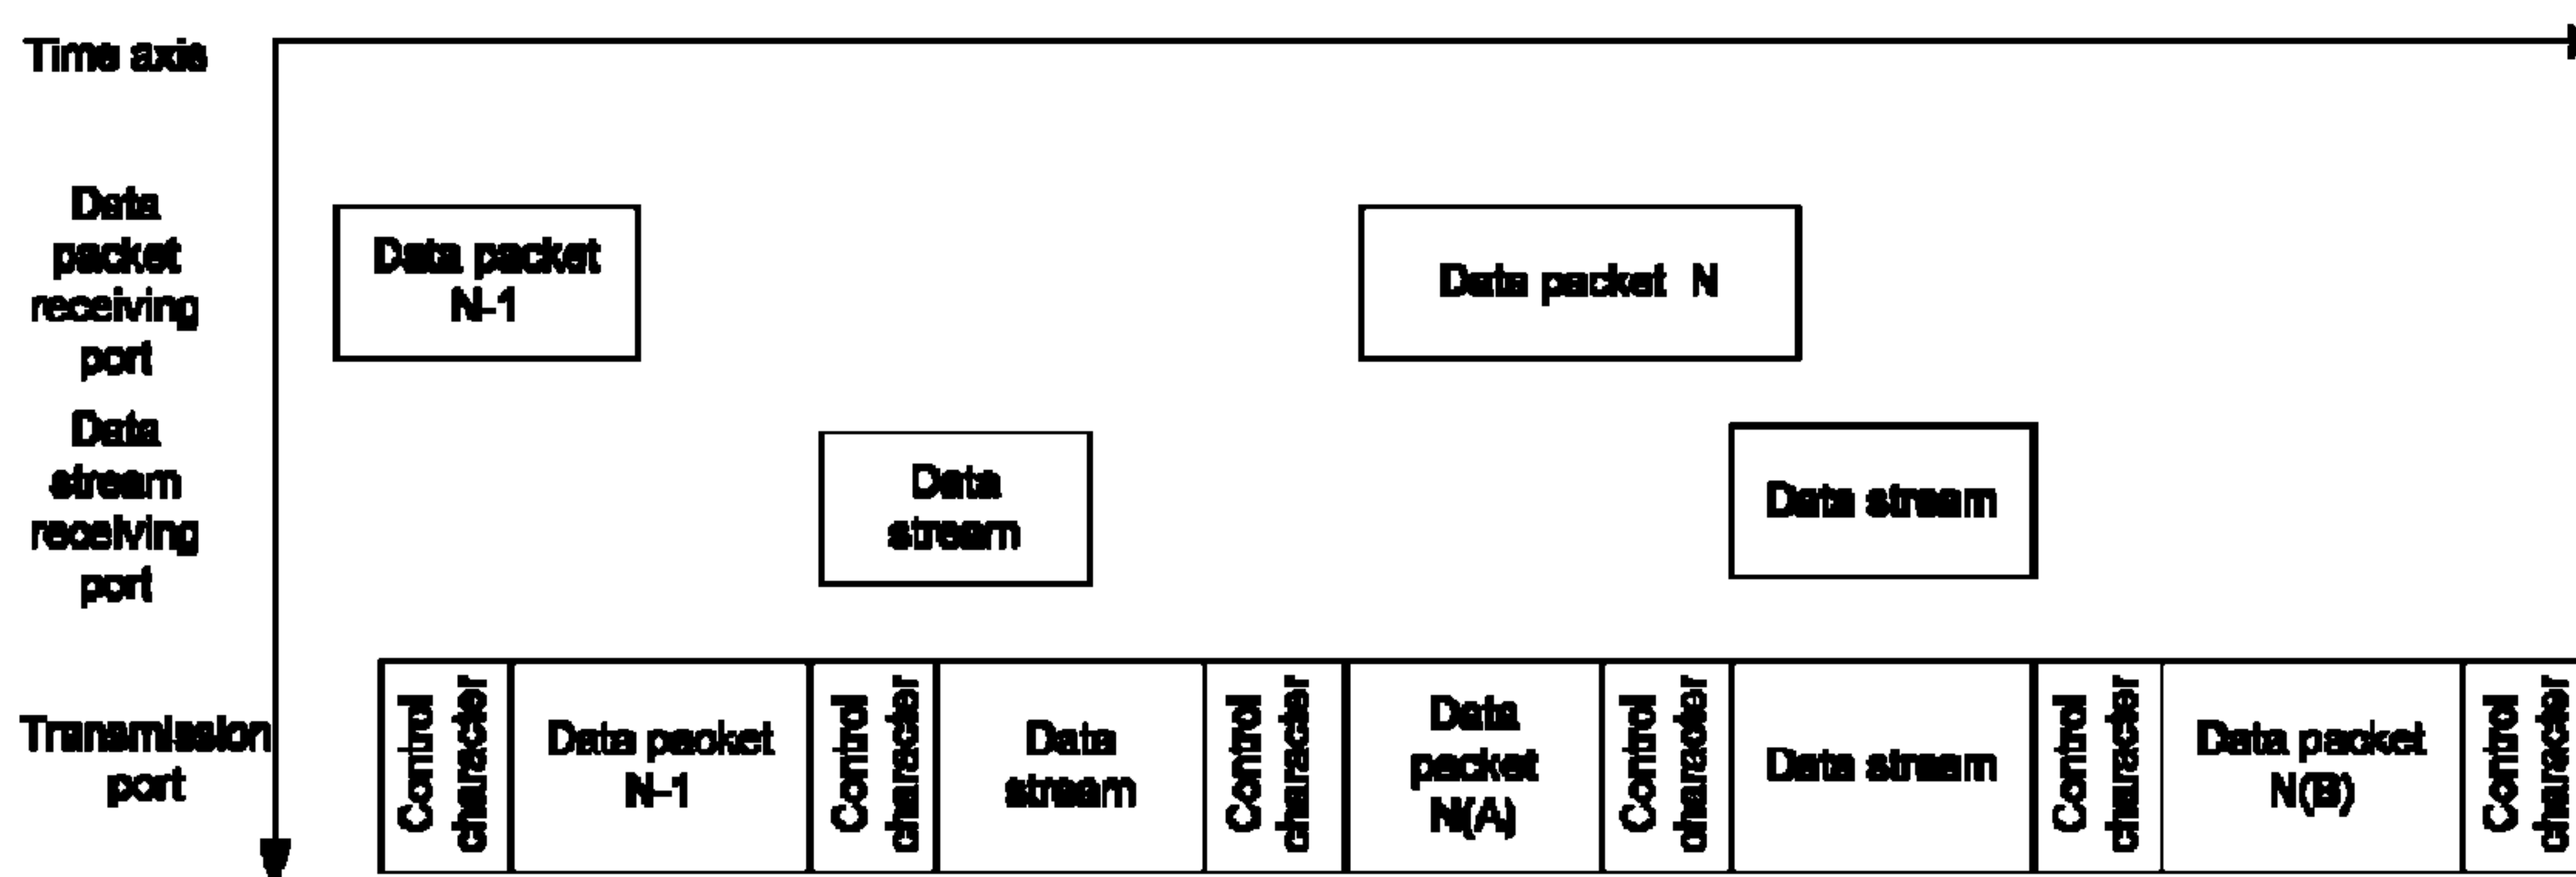 Time axis
Data
packet
receiving
port
Data packet
N-1
Data packet N
Data
stream
receiving
port
Data
stream
Data stream
Transmission
port
Control
character
Data packet
N-1
Control
character
Data
stream
Control
character
Data
packet
N(A)
Control
character
Data stream
Control
character
Data packet
N(B)
Control
character